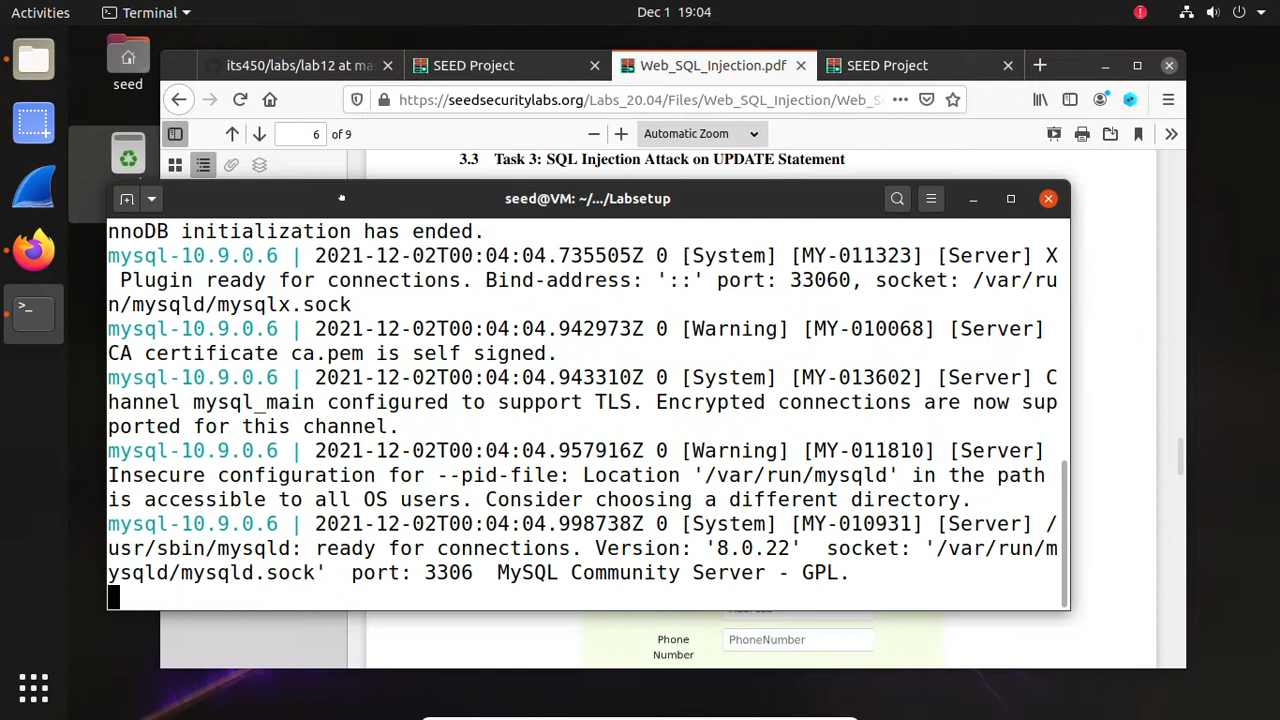 Activities
Terminal
Dec 1 19:04
seed
its450/labs/lab12 at ma
SEED Project
Web_SQL_Injection.pdf
SEED Project
https://seedsecuritylabs.org/Labs_20.04/Files/Web_SQL_Injection/Web_S
6 of 9
Automatic Zoom
3.3 Task 3: SQL Injection Attack on UPDATE Statement
seed@VM: ~/.../Labsetup
nnoDB initialization has ended.
mysql-10.9.0.6 | 2021-12-02T00:04:04.735505Z 0 [System] [MY-011323] [Server] X
Plugin ready for connections. Bind-address: '::' port: 33060, socket: /var/ru
n/mysqld/mysqlx.sock
mysql-10.9.0.6 | 2021-12-02T00:04:04.942973Z 0 [Warning] [MY-010068] [Server]
CA certificate ca.pem is self signed.
mysql-10.9.0.6 | 2021-12-02T00:04:04.943310Z 0 [System] [MY-013602] [Server] C
hannel mysql_main configured to support TLS. Encrypted connections are now sup
ported for this channel.
mysql-10.9.0.6 | 2021-12-02T00:04:04.957916Z 0 [Warning] [MY-011810] [Server]
Insecure configuration for --pid-file: Location '/var/run/mysqld' in the path
is accessible to all OS users. Consider choosing a different directory.
mysql-10.9.0.6 | 2021-12-02T00:04:04.998738Z 0 [System] [MY-010931] [Server] /
usr/sbin/mysqld: ready for connections. Version: '8.0.22'  socket: '/var/run/m
ysqld/mysqld.sock'  port: 3306  MySQL Community Server - GPL.
Phone
Number
PhoneNumber